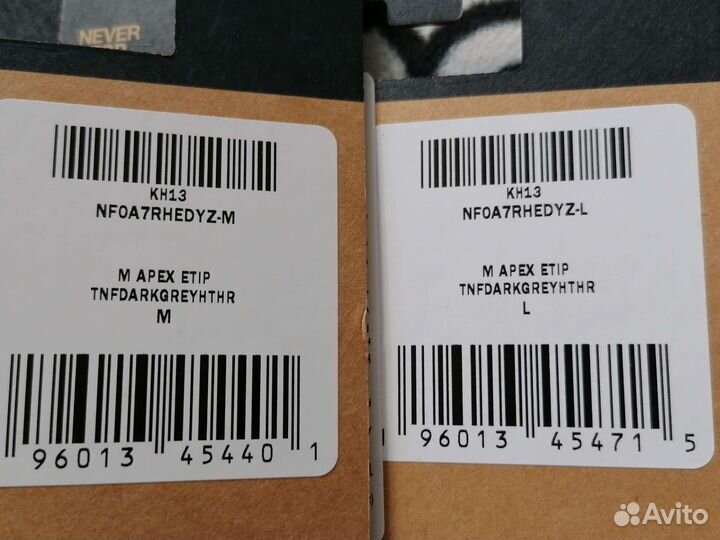 NEVER
KH13
NF0A7RHEDYZ-M
M APEX ETIP
TNFDARKGREYHTHR
M
96013 45440 1
KH13
NF0A7RHEDYZ-L
M APEX ETIP
TNFDARKGREYHTHR
L
96013 45471 5
Avito